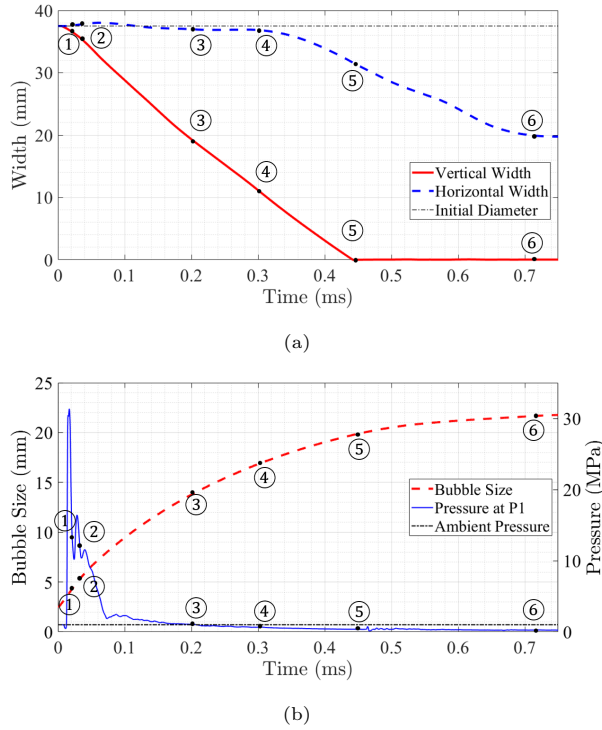 40
30
20
10
0
Width (mm)
① ② ③ ④ ⑤ ⑥
③ ④ ⑤ ⑥
Vertical Width
Horizontal Width
Initial Diameter
0 0.1 0.2 0.3 0.4 0.5 0.6 0.7
Time (ms)
(a)
25
20
15
10
5
0
Bubble Size (mm)
30
20
10
0
Pressure (MPa)
① ② ③ ④ ⑤ ⑥
① ② ③ ④ ⑤ ⑥
Bubble Size
Pressure at P1
Ambient Pressure
0 0.1 0.2 0.3 0.4 0.5 0.6 0.7
Time (ms)
(b)